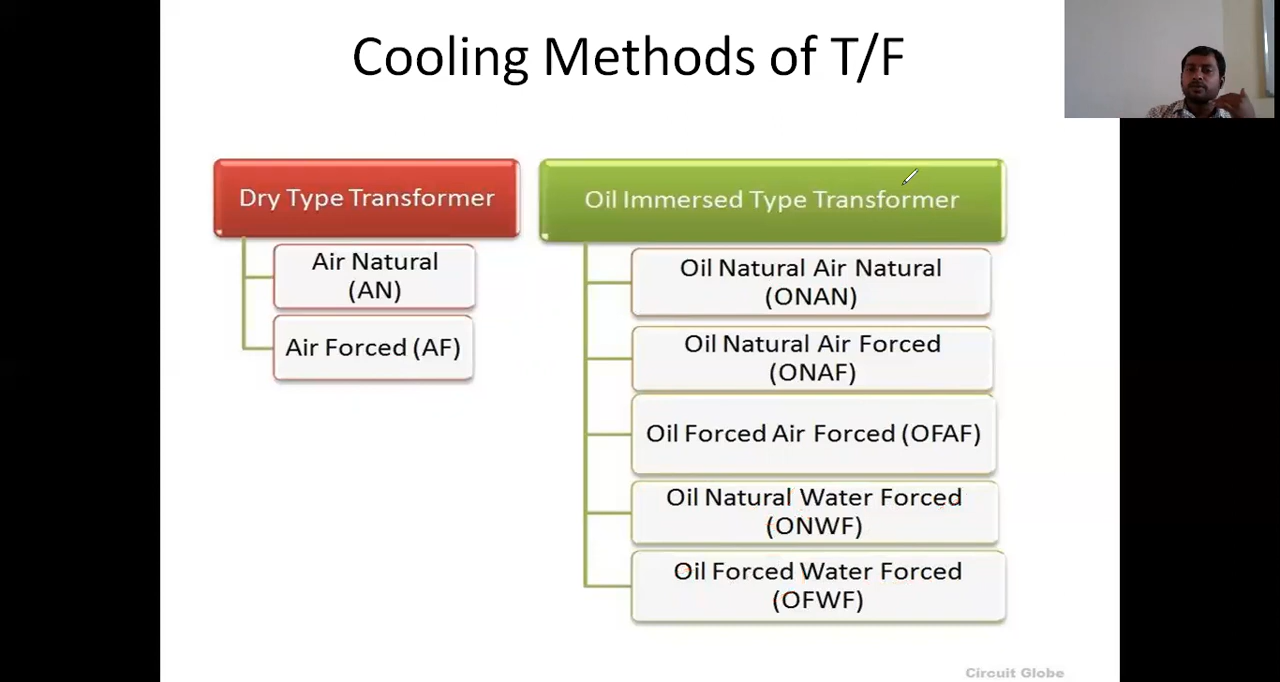 Cooling Methods of T/F
Dry Type Transformer
Air Natural
(AN)
Air Forced (AF)
Oil Immersed Type Transformer
Oil Natural Air Natural
(ONAN)
Oil Natural Air Forced
(ONAF)
Oil Forced Air Forced (OFAF)
Oil Natural Water Forced
(ONWF)
Oil Forced Water Forced
(OFWF)
Circuit Globe